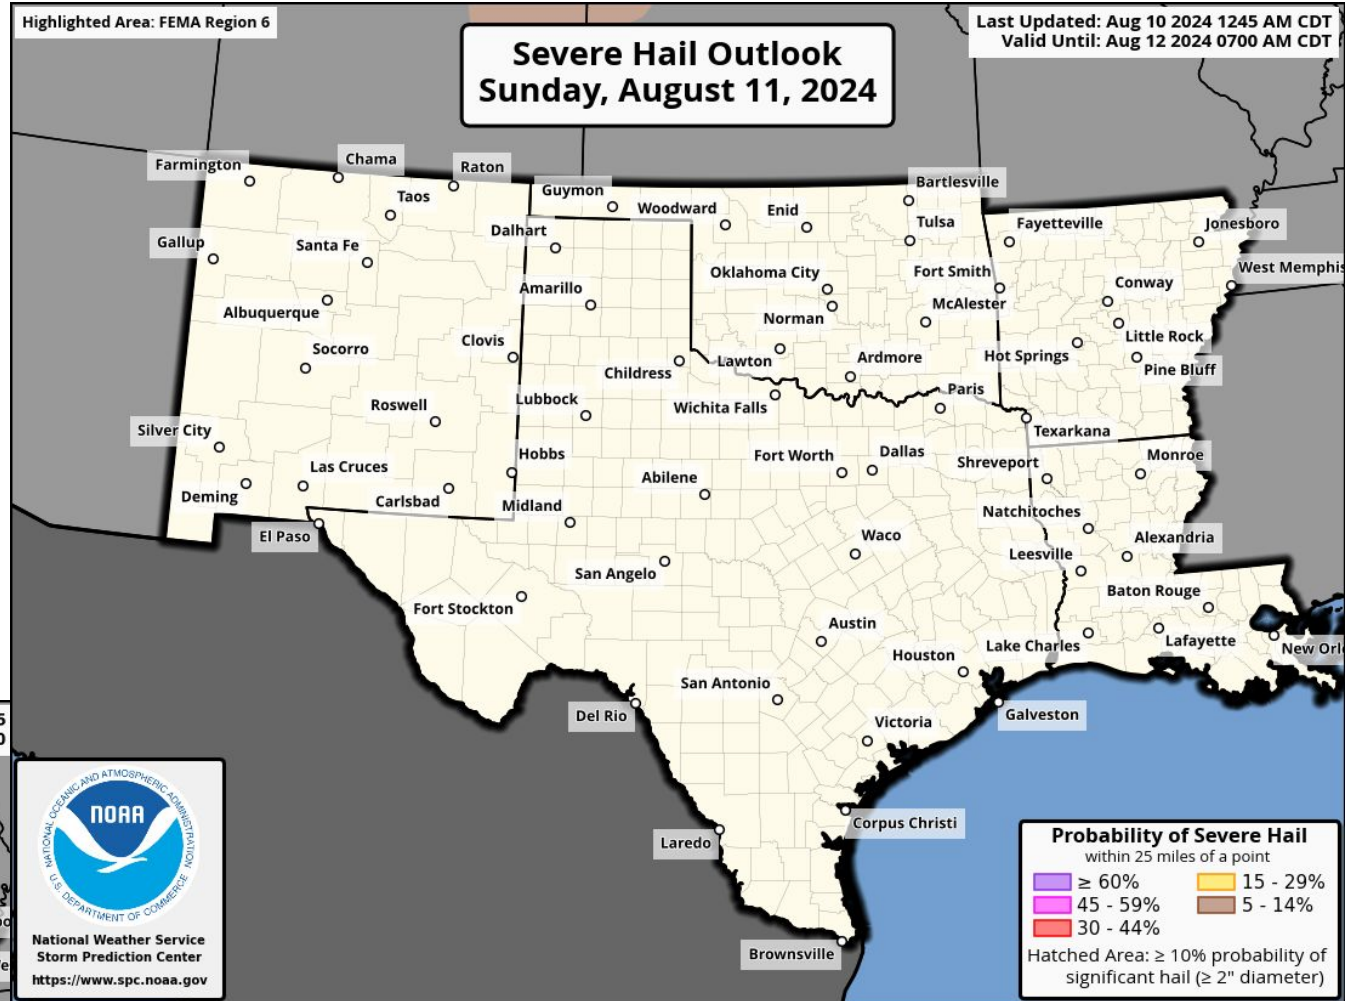 Highlighted Area: FEMA Region 6
Last Updated: Aug 10 2024 1245 AM CDT
Valid Until: Aug 12 2024 0700 AM CDT
Severe Hail Outlook
Sunday, August 11, 2024
Farmington
Chama
Raton
Taos
Guymon
Woodward
Enid
Bartlesville
Tulsa
Fayetteville
Jonesboro
Gallup
Santa Fe
Dalhart
Oklahoma City
Fort Smith
West Memphis
Amarillo
Conway
Albuquerque
Norman
McAlester
Little Rock
Socorro
Clovis
Childress
Lawton
Ardmore
Hot Springs
Pine Bluff
Roswell
Lubbock
Wichita Falls
Paris
Texarkana
Silver City
Las Cruces
Hobbs
Abilene
Fort Worth
Dallas
Shreveport
Monroe
Deming
Carlsbad
Midland
Natchitoches
El Paso
Waco
Leesville
Alexandria
San Angelo
Baton Rouge
Fort Stockton
Austin
Houston
Lake Charles
Lafayette
New Orl
San Antonio
Del Rio
Victoria
Galveston
Laredo
Corpus Christi
Brownsville
5
0
NATIONAL OCEANIC AND ATMOSPHERIC ADMINISTRATION
NOAA
U.S. DEPARTMENT OF COMMERCE
National Weather Service
Storm Prediction Center
https://www.spc.noaa.gov
Probability of Severe Hail
within 25 miles of a point
≥ 60% 15 - 29%
45 - 59% 5 - 14%
30 - 44%
Hatched Area: ≥ 10% probability of
significant hail (≥ 2" diameter)